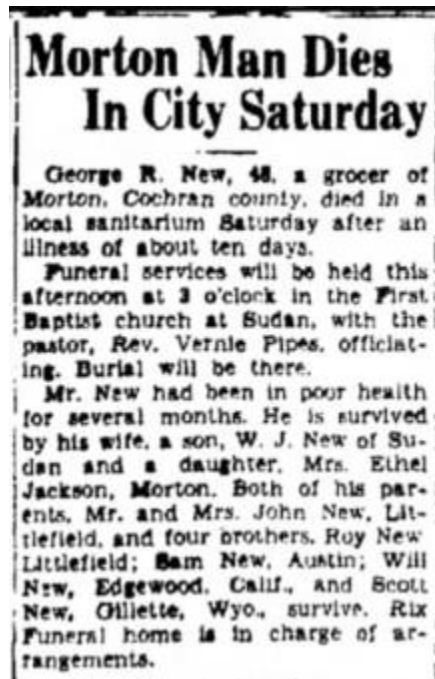 Morton Man Dies
In City Saturday
George R. New, 48, a grocer of
Morton, Cochran county, died in a
local sanitarium Saturday after an
illness of about ten days.
Funeral services will be held this
afternoon at 3 o'clock in the First
Baptist church at Sudan, with the
pastor, Rev. Vernie Pipes, officiat-
ing. Burial will be there.
Mr. New had been in poor health
for several months. He is survived
by his wife, a son, W. J. New of Su-
dan and a daughter, Mrs. Ethel
Jackson, Morton. Both of his par-
ents, Mr. and Mrs. John New, Lit-
tlefield, and four brothers, Roy New
Littlefield; Sam New, Austin; Will
New, Edgewood, Calif., and Scott
New, Gillette, Wyo., survive. Rix
Funeral home is in charge of ar-
rangements.